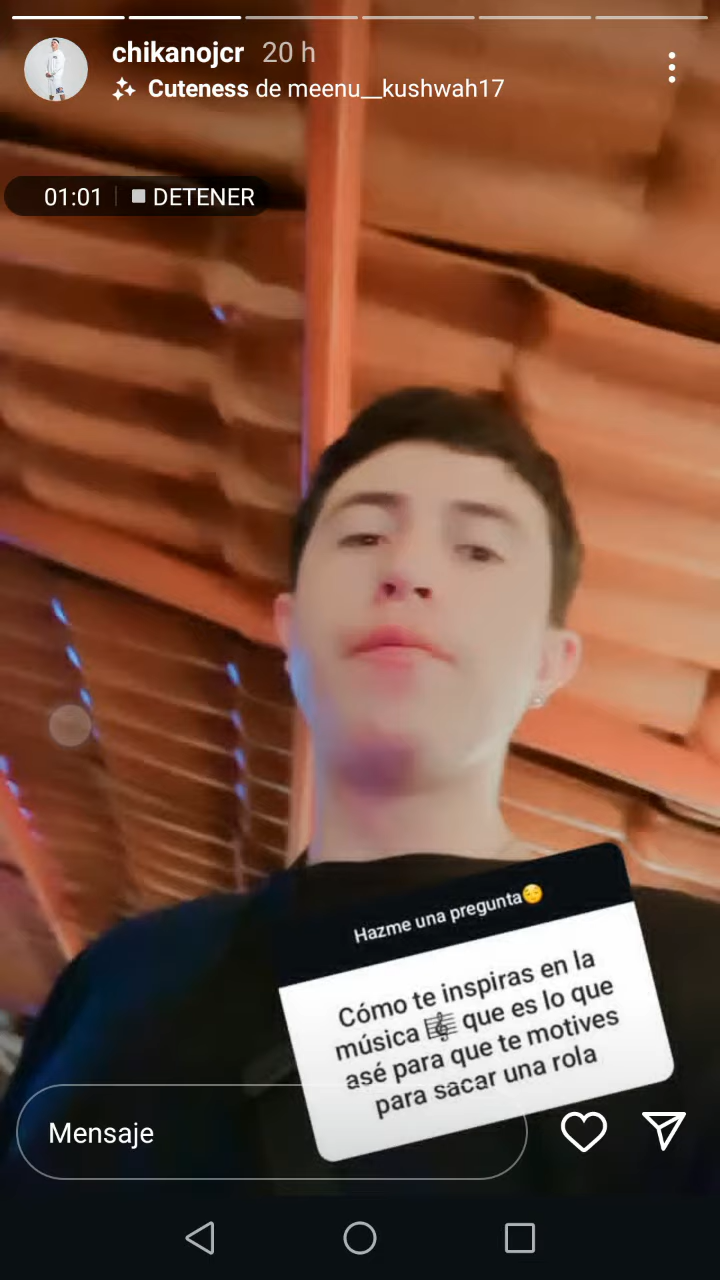 chikanojcr 20 h
Cuteness de meenu__kushwah17
01:01 DETENER
Hazme una pregunta😏
Cómo te inspiras en la
música 🎼 que es lo que
asé para que te motives
para sacar una rola
Mensaje